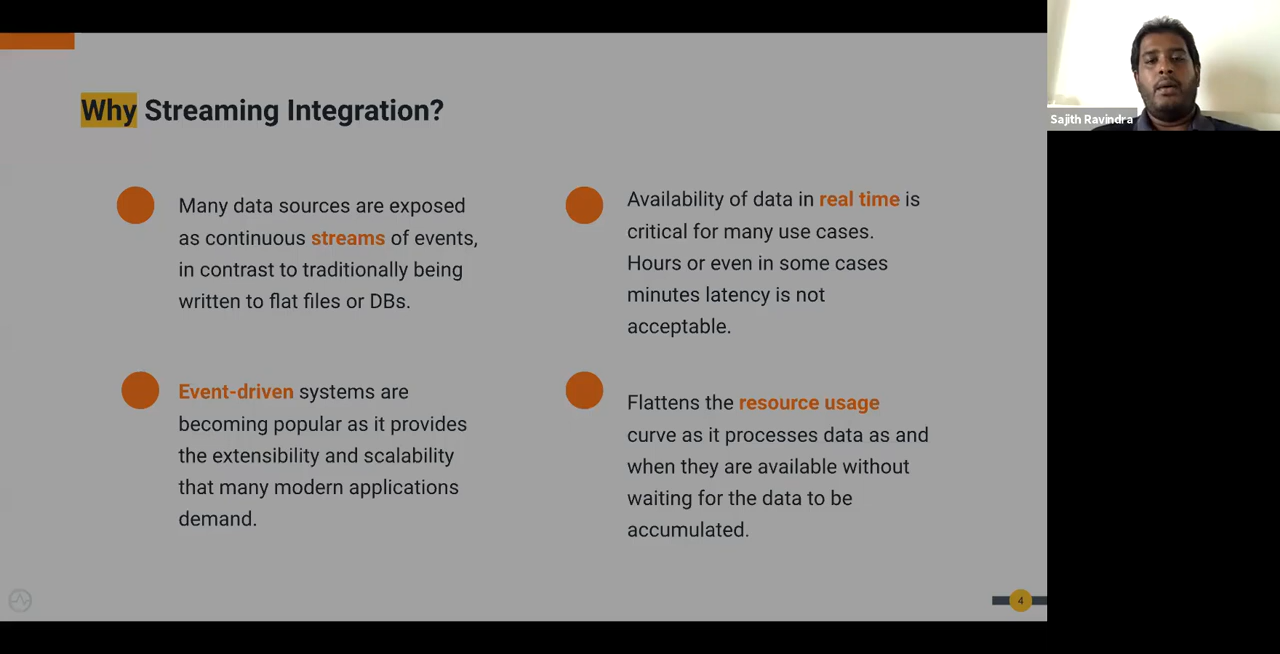 Why Streaming Integration?
Many data sources are exposed
as continuous streams of events,
in contrast to traditionally being
written to flat files or DBs.
Event-driven systems are
becoming popular as it provides
the extensibility and scalability
that many modern applications
demand.
Availability of data in real time is
critical for many use cases.
Hours or even in some cases
minutes latency is not
acceptable.
Flattens the resource usage
curve as it processes data as and
when they are available without
waiting for the data to be
accumulated.
4
Sajith Ravindra